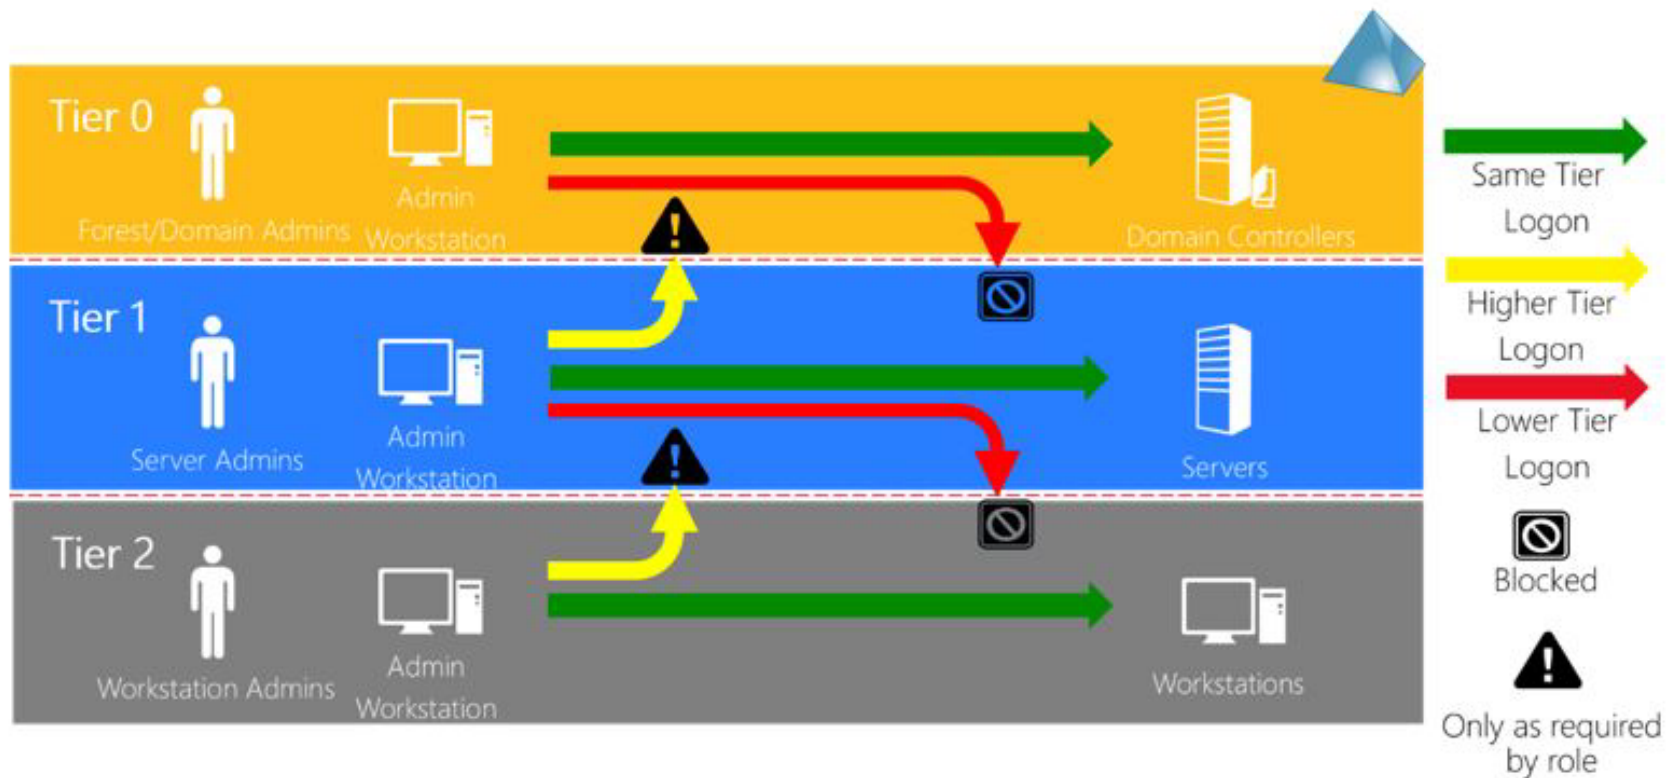 Tier 0
Forest/Domain Admins
Admin
Workstation
Domain Controllers
Tier 1
Server Admins
Admin
Workstation
Servers
Tier 2
Workstation Admins
Admin
Workstation
Workstations
Same Tier
Logon
Higher Tier
Logon
Lower Tier
Logon
Blocked
Only as required
by role